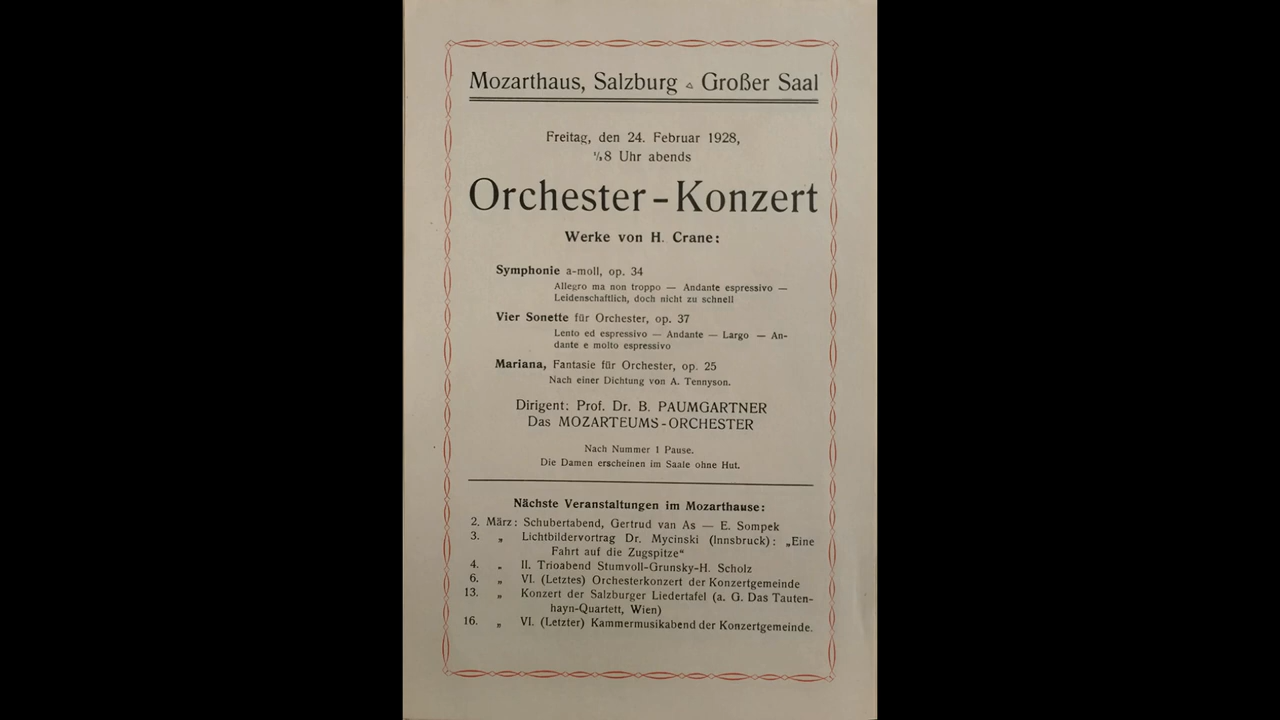 Mozarthaus, Salzburg ▵ Großer Saal
Freitag, den 24. Februar 1928,
½8 Uhr abends
Orchester-Konzert
Werke von H. Crane:
Symphonie a-moll, op. 34
Allegro ma non troppo — Andante espressivo —
Leidenschaftlich, doch nicht zu schnell
Vier Sonette für Orchester, op. 37
Lento ed espressivo — Andante — Largo — An-
dante e molto espressivo
Mariana, Fantasie für Orchester, op. 25
Nach einer Dichtung von A. Tennyson.
Dirigent: Prof. Dr. B. PAUMGARTNER
Das MOZARTEUMS-ORCHESTER
Nach Nummer 1 Pause.
Die Damen erscheinen im Saale ohne Hut.
Nächste Veranstaltungen im Mozarthause:
2. März: Schubertabend, Gertrud van As — E. Sompek
3. „ Lichtbildervortrag Dr. Mycinski (Innsbruck): „Eine
Fahrt auf die Zugspitze“
4. „ II. Trioabend Stumvoll-Grunsky-H. Scholz
6. „ VI. (Letztes) Orchesterkonzert der Konzertgemeinde
13. „ Konzert der Salzburger Liedertafel (a. G. Das Tauten-
hayn-Quartett, Wien)
16. „ VI. (Letzter) Kammermusikabend der Konzertgemeinde.